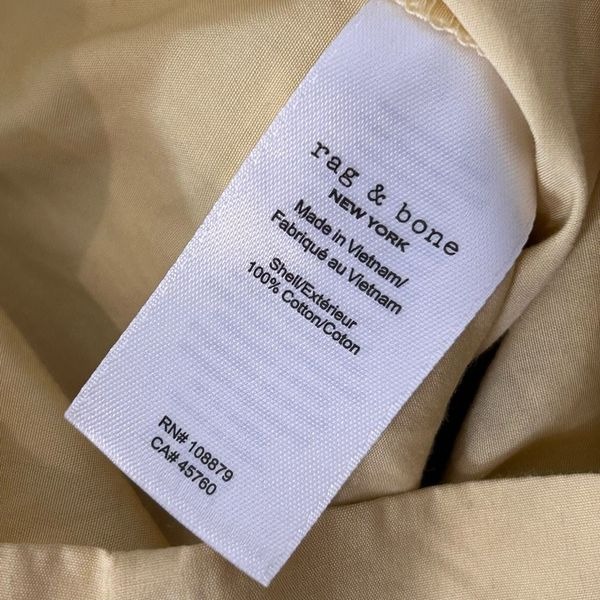 rag & bone
NEW YORK
Made in Vietnam/
Fabriqué au Vietnam
Shell/Extérieur
100% Cotton/Coton
RN# 108879
CA# 45760